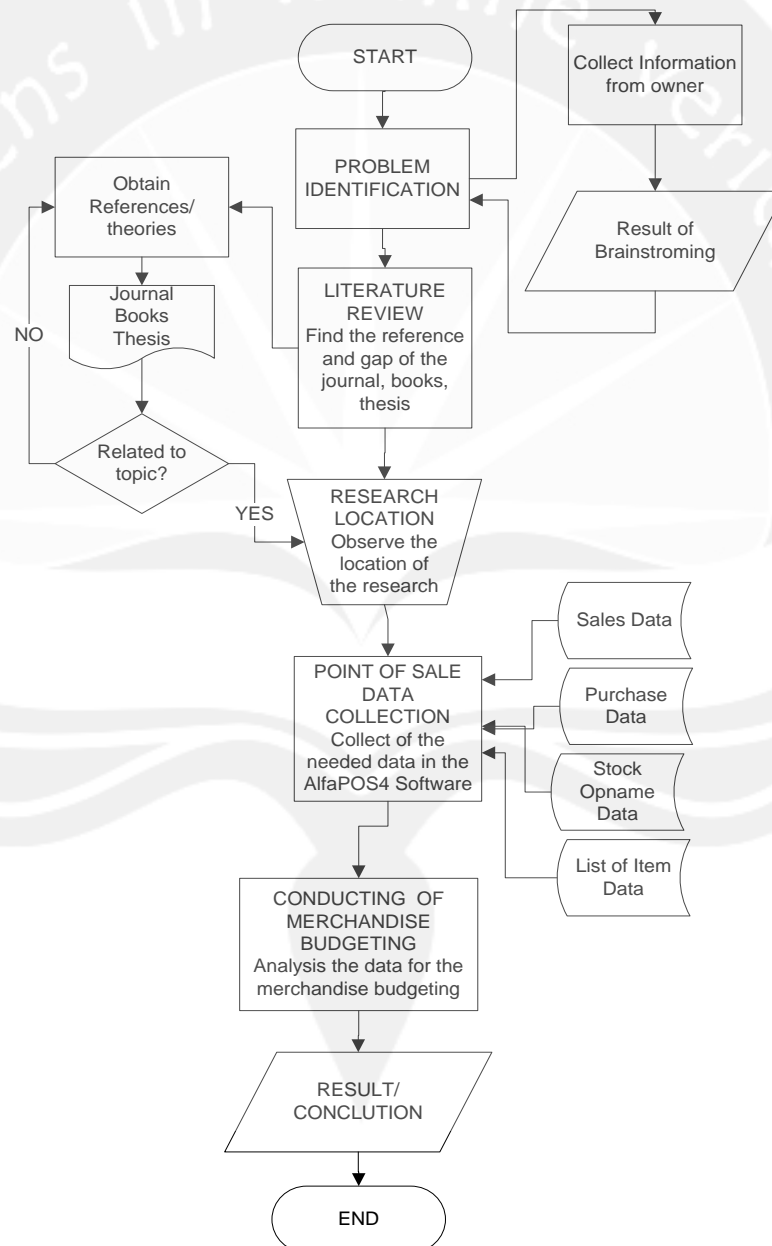 START
Collect Information
from owner
PROBLEM
IDENTIFICATION
Obtain
References/
theories
Result of
Brainstroming
LITERATURE
REVIEW
Find the reference
and gap of the
journal, books,
thesis
Journal
Books
Thesis
NO
Related to
topic?
YES
RESEARCH
LOCATION
Observe the
location of
the research
Sales Data
POINT OF SALE
DATA
COLLECTION
Collect of the
needed data in the
AlfaPOS4 Software
Purchase
Data
Stock
Opname
Data
List of Item
Data
CONDUCTING OF
MERCHANDISE
BUDGETING
Analysis the data for the
merchandise budgeting
RESULT/
CONCLUTION
END